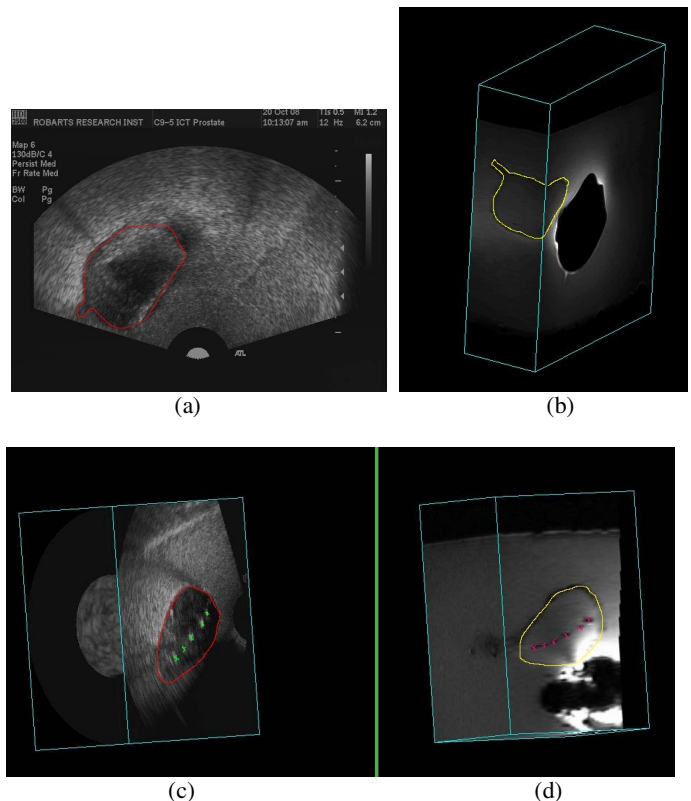 ROBARTS RESEARCH INST C9-5 ICT Prostate
20 Oct 08 TIs 0.5 MI 1.2
10:13:07 am 12 Hz 6.2 cm
Map 6
130dB/C 4
Persist Med
Fr Rate Med
BW Pg
Col Pg
ATL
(a)
(b)
(c)
(d)